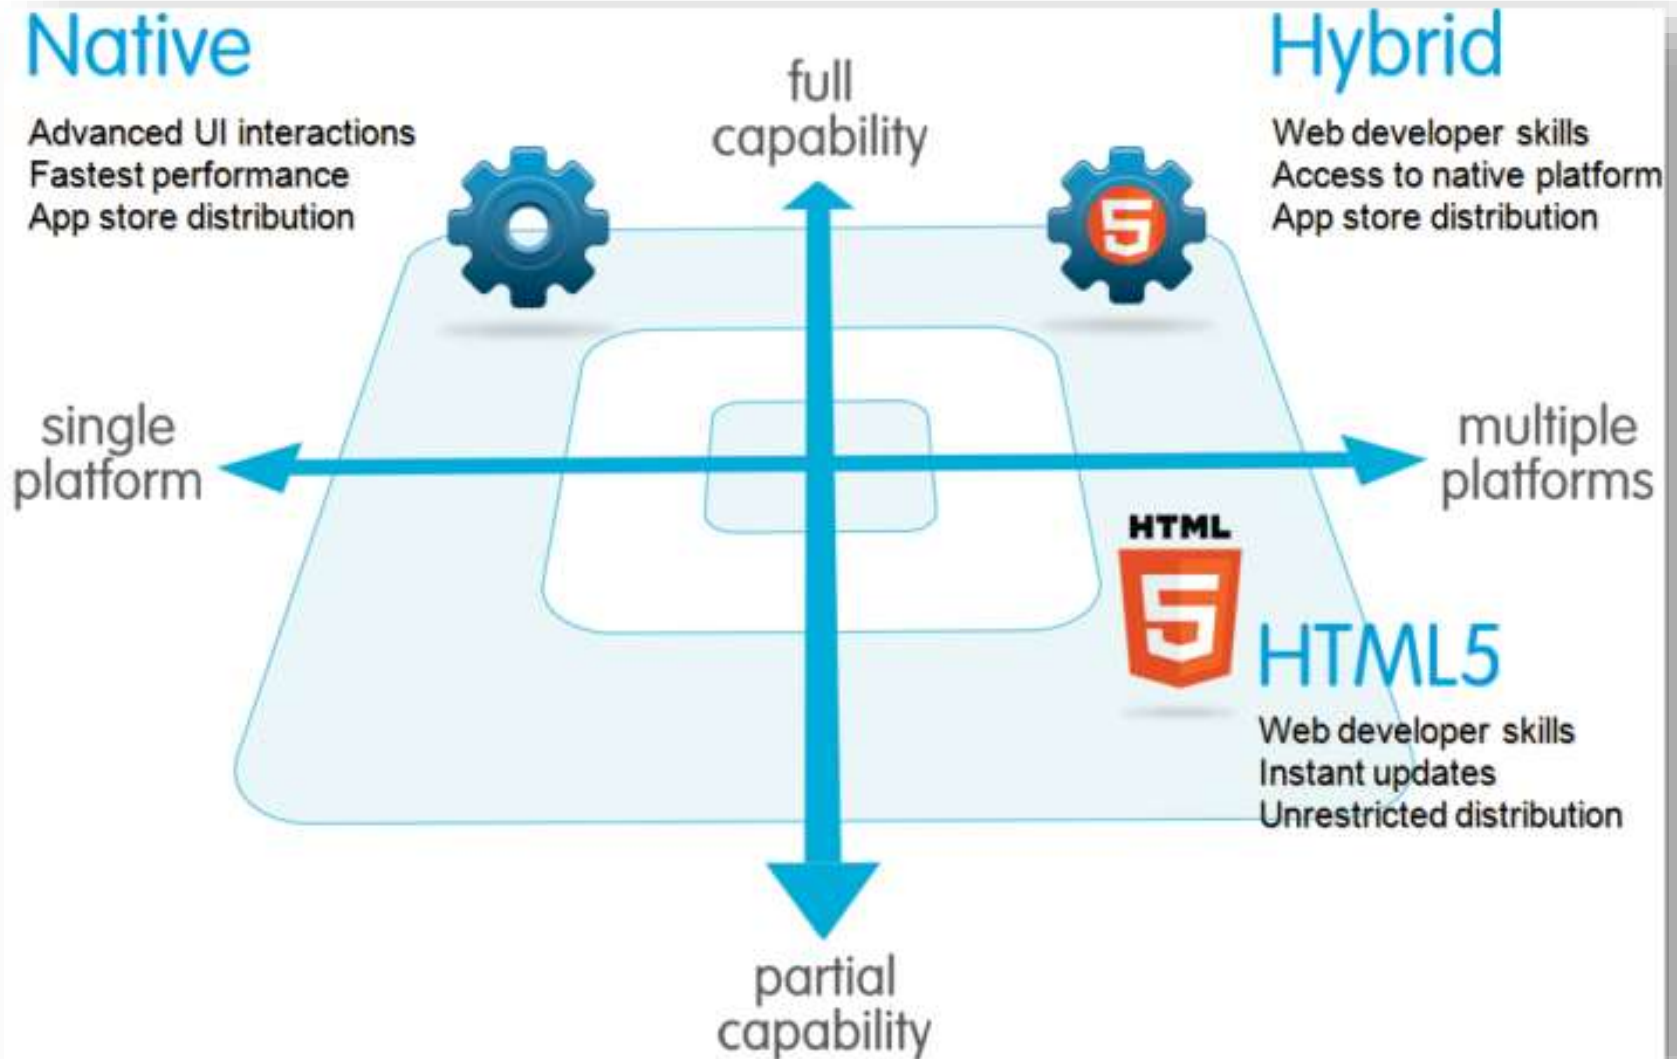 Native
Advanced UI interactions
Fastest performance
App store distribution
full
capability
Hybrid
Web developer skills
Access to native platform
App store distribution
5
single
platform
multiple
platforms
HTML
5
HTML5
Web developer skills
Instant updates
Unrestricted distribution
partial
capability